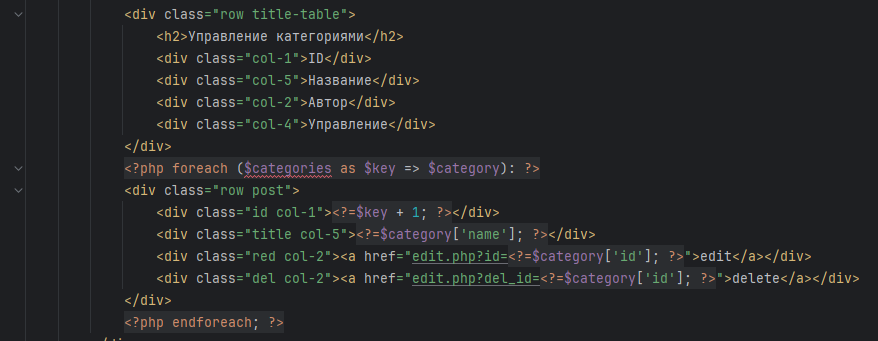 <div class="row title-table">
<h2>Управление категориями</h2>
<div class="col-1">ID</div>
<div class="col-5">Название</div>
<div class="col-2">Автор</div>
<div class="col-4">Управление</div>
</div>
<?php foreach ($categories as $key => $category): ?>
<div class="row post">
<div class="id col-1"><?=$key + 1; ?></div>
<div class="title col-5"><?=$category['name']; ?></div>
<div class="red col-2"><a href="edit.php?id=<?=$category['id']; ?>">edit</a></div>
<div class="del col-2"><a href="edit.php?del_id=<?=$category['id']; ?>">delete</a></div>
</div>
<?php endforeach; ?>